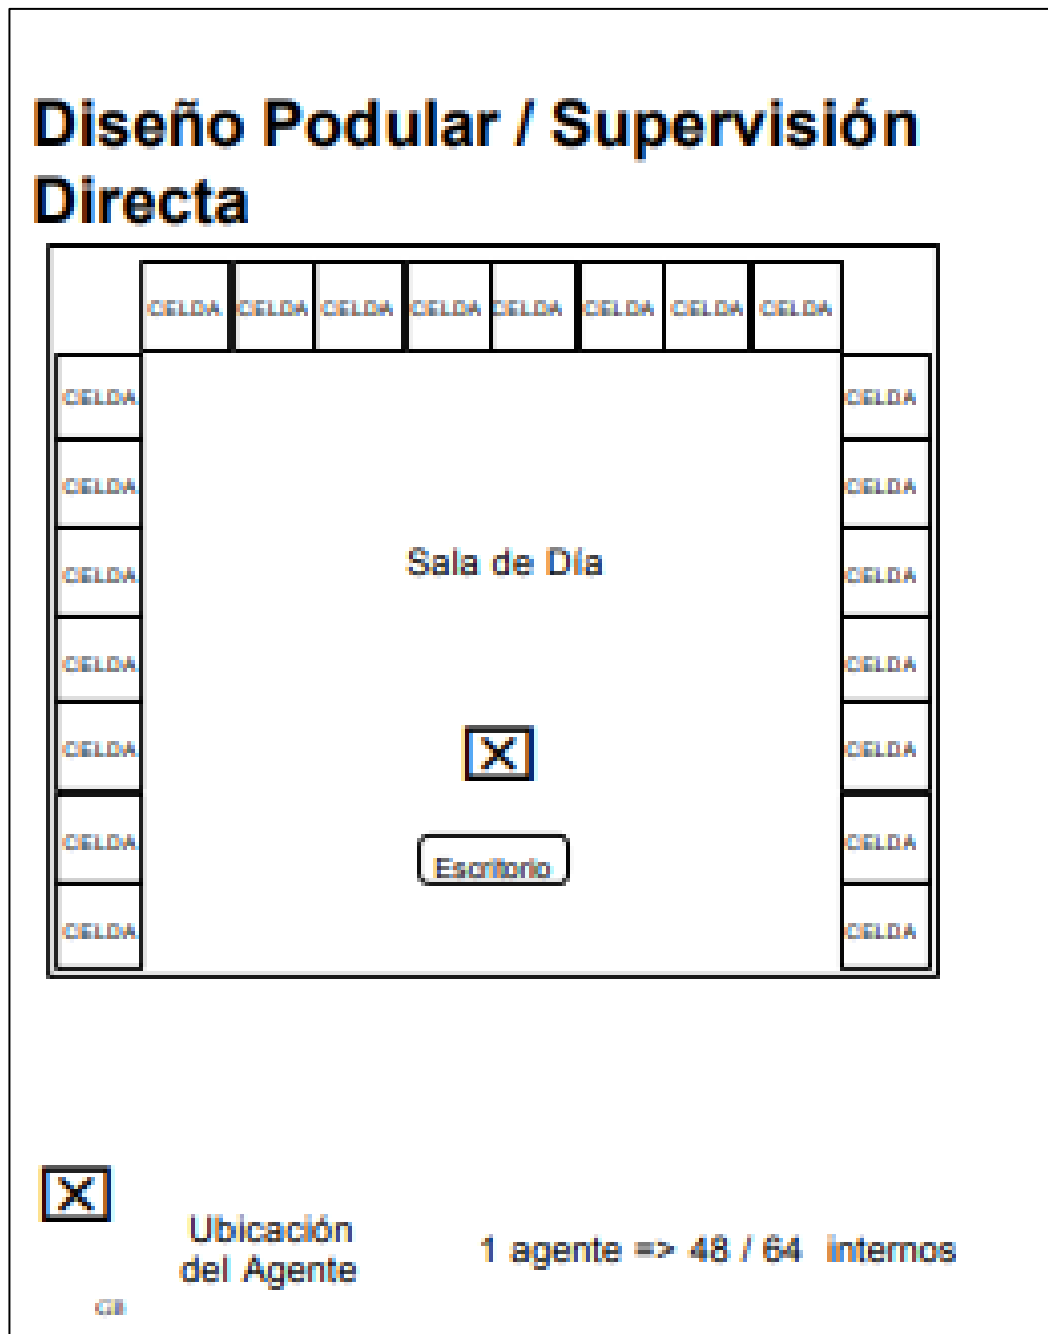 Diseño Podular / Supervisión
Directa
CELDA CELDA CELDA CELDA CELDA CELDA CELDA CELDA
CELDA CELDA
CELDA CELDA
CELDA Sala de Día CELDA
CELDA CELDA
CELDA X CELDA
CELDA CELDA
Escritorio
CELDA CELDA
X
Ubicación
del Agente
1 agente => 48 / 64 internos
GB